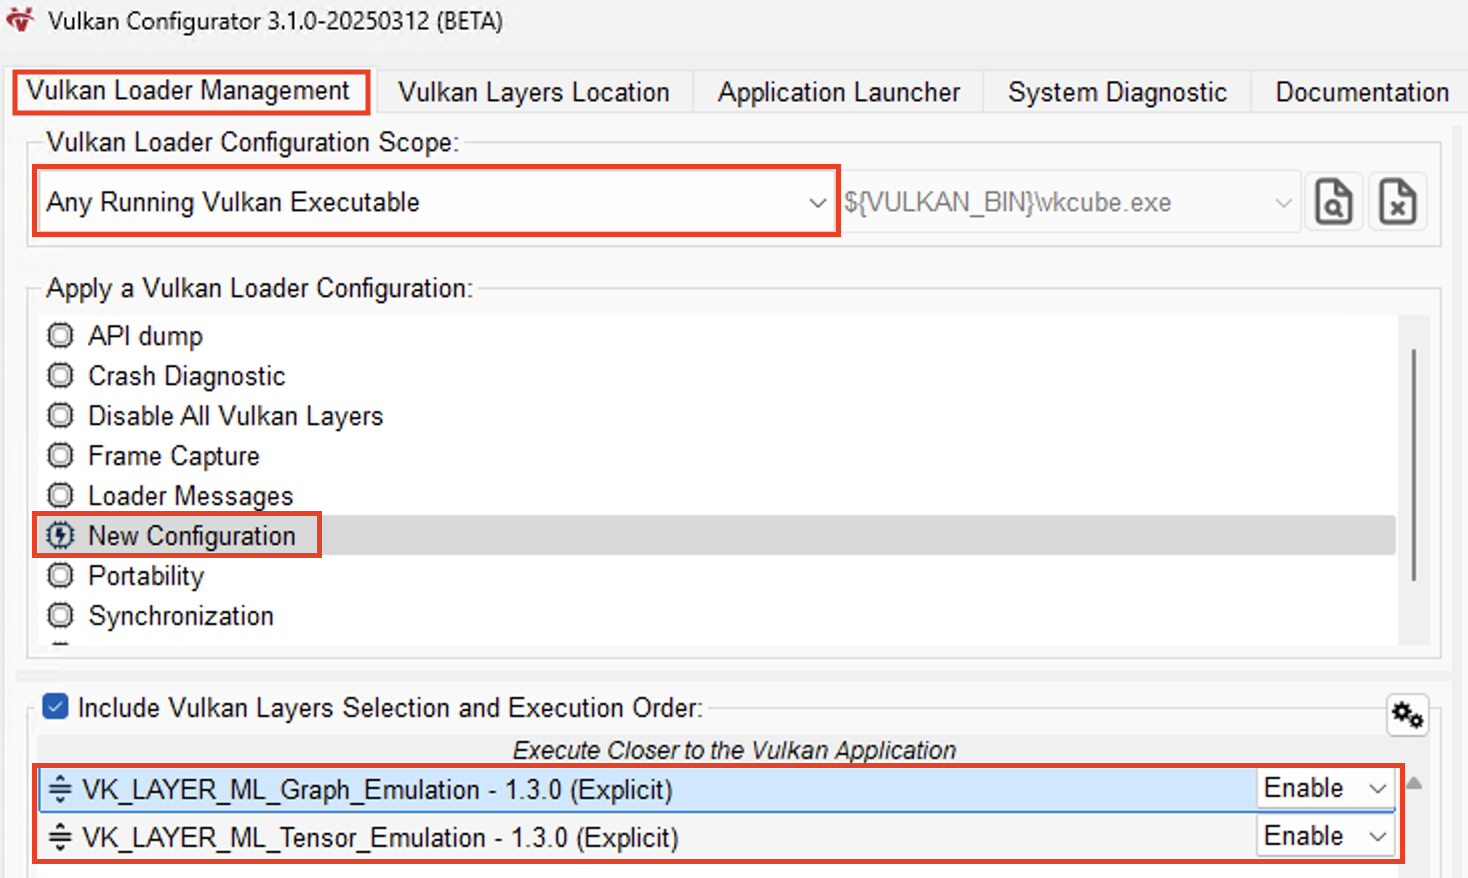 Vulkan Configurator 3.1.0-20250312 (BETA)
Vulkan Loader Management Vulkan Layers Location Application Launcher System Diagnostic Documentation
Vulkan Loader Configuration Scope:
Any Running Vulkan Executable ${VULKAN_BIN}\vkcube.exe
Apply a Vulkan Loader Configuration:
API dump
Crash Diagnostic
Disable All Vulkan Layers
Frame Capture
Loader Messages
New Configuration
Portability
Synchronization
Include Vulkan Layers Selection and Execution Order:
Execute Closer to the Vulkan Application
VK_LAYER_ML_Graph_Emulation - 1.3.0 (Explicit) Enable
VK_LAYER_ML_Tensor_Emulation - 1.3.0 (Explicit) Enable